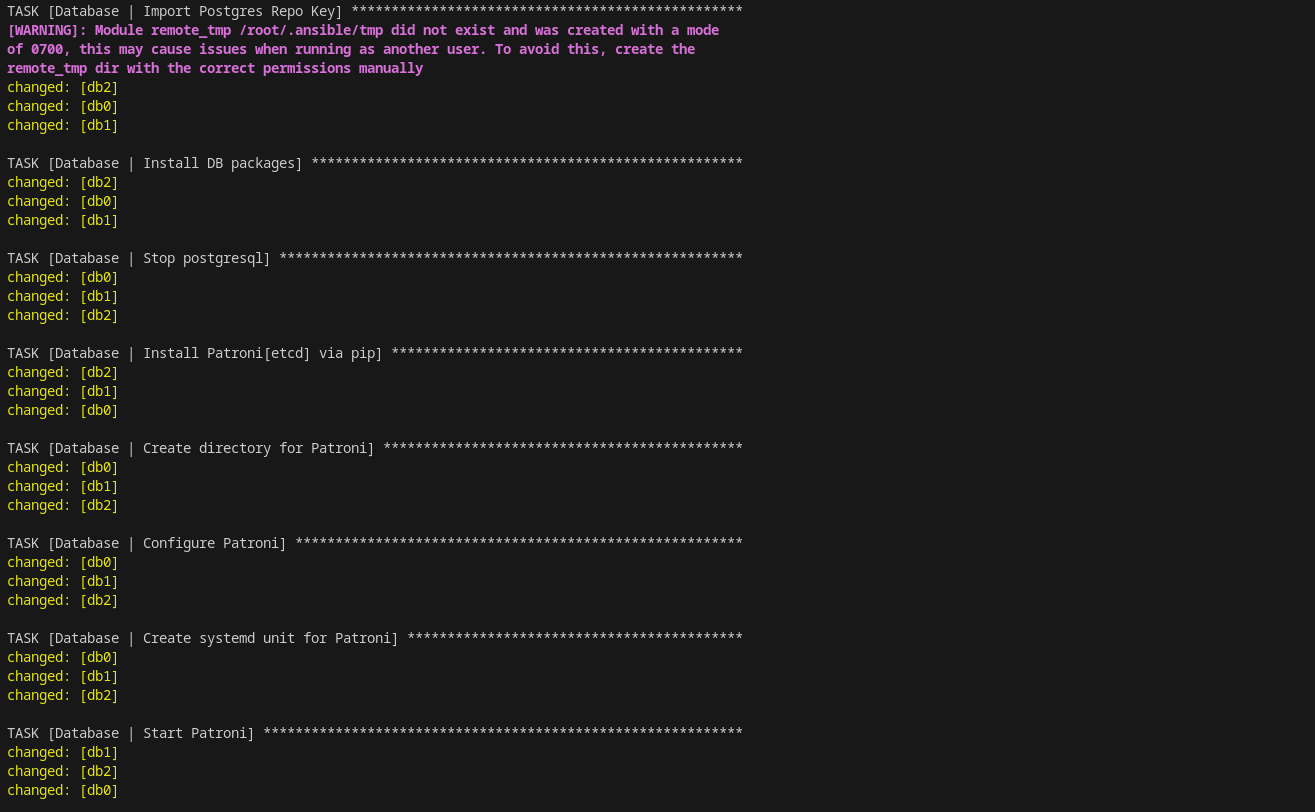 TASK [Database | Import Postgres Repo Key] *************************************************
[WARNING]: Module remote_tmp /root/.ansible/tmp did not exist and was created with a mode
of 0700, this may cause issues when running as another user. To avoid this, create the
remote_tmp dir with the correct permissions manually
changed: [db2]
changed: [db0]
changed: [db1]

TASK [Database | Install DB packages] ******************************************************
changed: [db2]
changed: [db0]
changed: [db1]

TASK [Database | Stop postgresql] **********************************************************
changed: [db0]
changed: [db1]
changed: [db2]

TASK [Database | Install Patroni[etcd] via pip] ********************************************
changed: [db2]
changed: [db1]
changed: [db0]

TASK [Database | Create directory for Patroni] *********************************************
changed: [db0]
changed: [db1]
changed: [db2]

TASK [Database | Configure Patroni] ********************************************************
changed: [db0]
changed: [db1]
changed: [db2]

TASK [Database | Create systemd unit for Patroni] ******************************************
changed: [db0]
changed: [db1]
changed: [db2]

TASK [Database | Start Patroni] ************************************************************
changed: [db1]
changed: [db2]
changed: [db0]